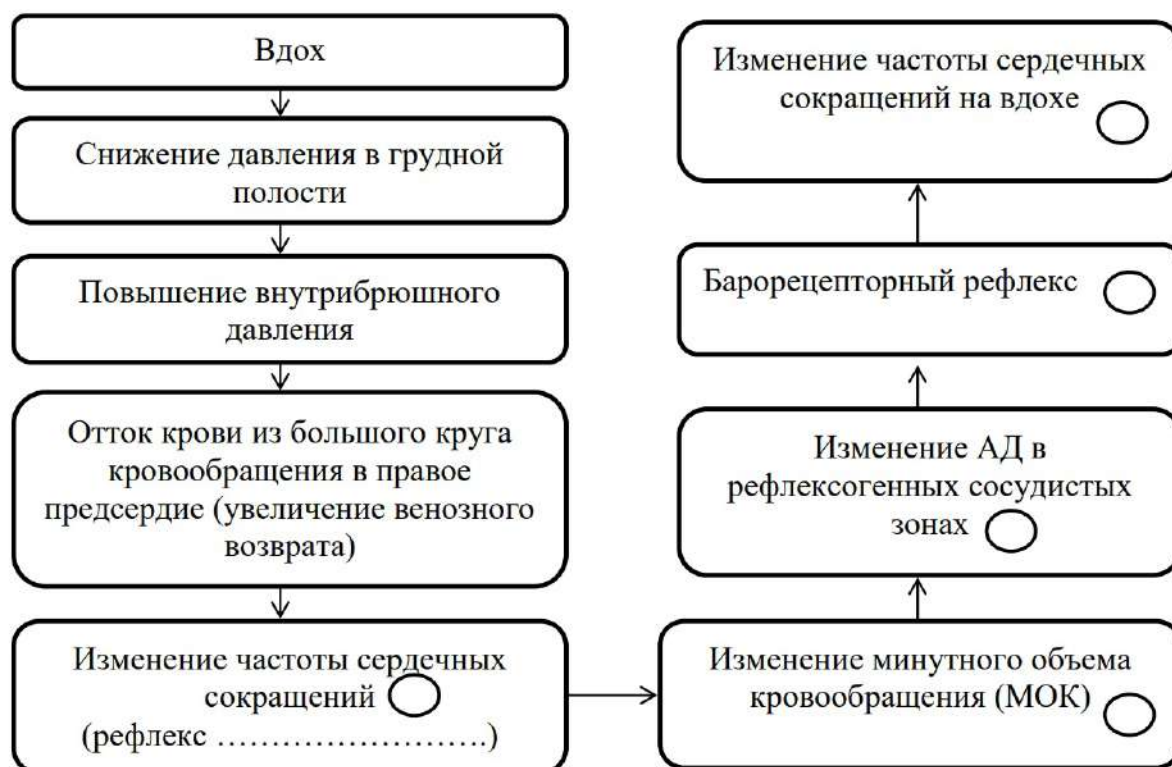 Вдох
Снижение давления в грудной
полости
Повышение внутрибрюшного
давления
Отток крови из большого круга
кровообращения в правое
предсердие (увеличение венозного
возврата)
Изменение частоты сердечных
сокращений
(рефлекс ……………………….)
Изменение минутного объема
кровообращения (МОК)
Изменение АД в
рефлексогенных сосудистых
зонах
Барорецепторный рефлекс
Изменение частоты сердечных
сокращений на вдохе